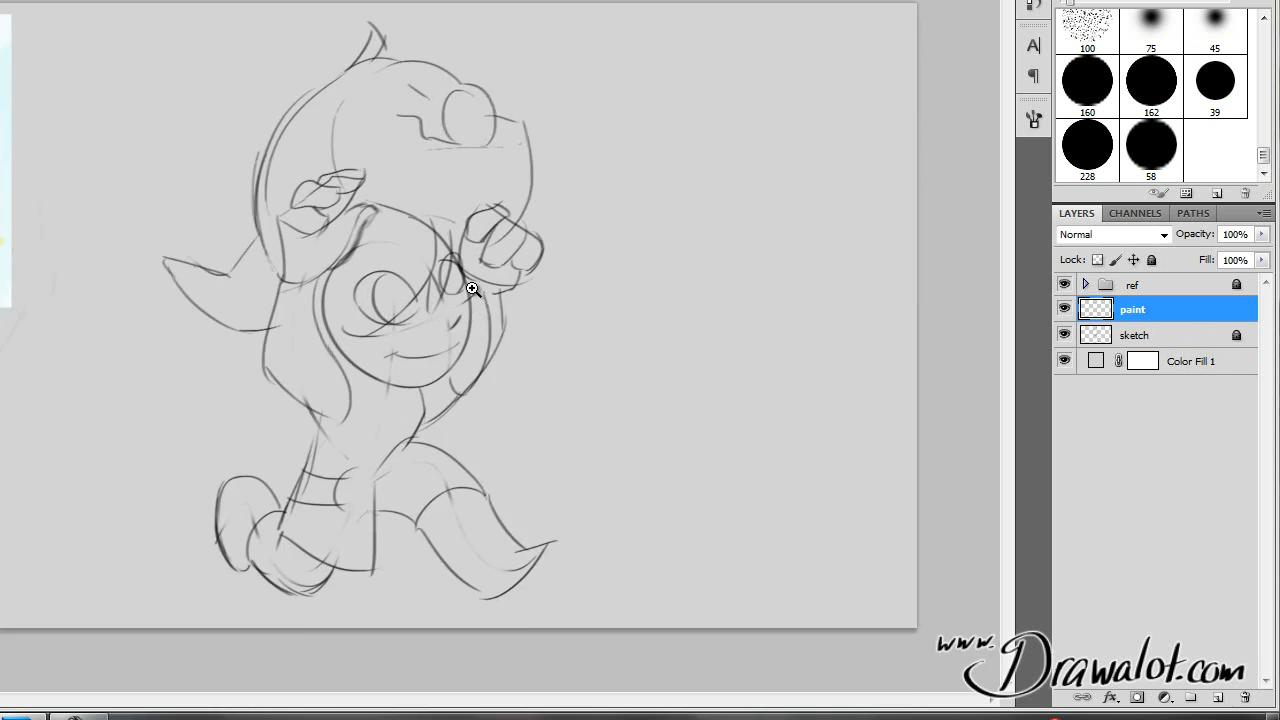 100 75 45
160 162 39
228 58
LAYERS CHANNELS PATHS
Normal Opacity: 100%
Lock: Fill: 100%
ref
paint
sketch
Color Fill 1
www.Drawalot.com